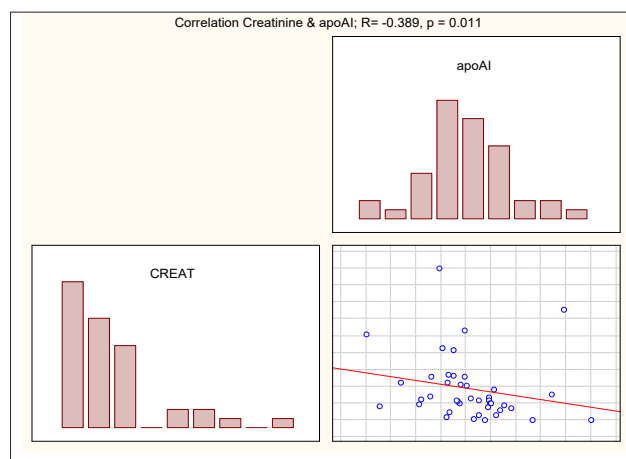 Correlation Creatinine & apoAI; R= -0.389, p = 0.011
apoAI
CREAT